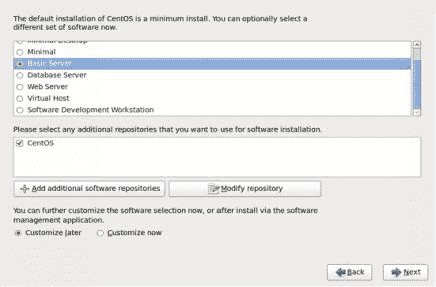 The default installation of CentOS is a minimum install. You can optionally select a
different set of software now.
Minimal Desktop
Minimal
Basic Server
Database Server
Web Server
Virtual Host
Software Development Workstation
Please select any additional repositories that you want to use for software installation.
CentOS
Add additional software repositories
Modify repository
You can further customize the software selection now, or after install via the software
management application.
Customize later
Customize now
Back
Next